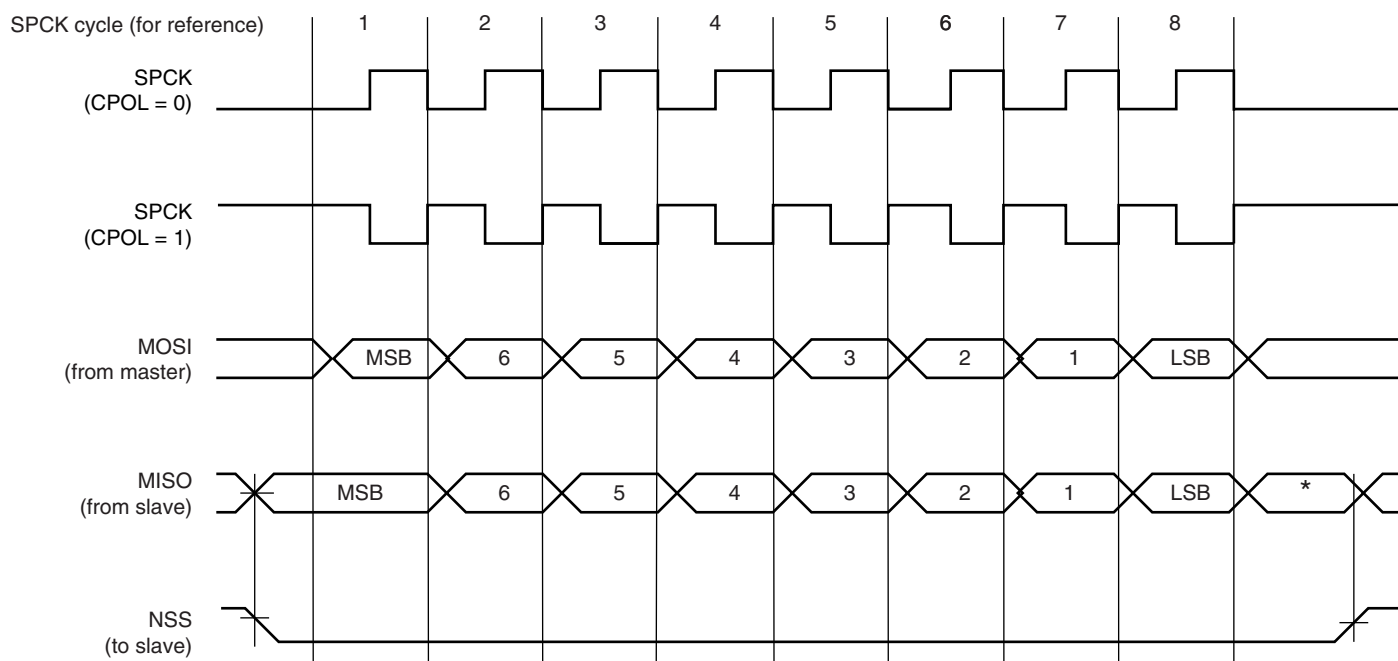 SPCK cycle (for reference) 1 2 3 4 5 6 7 8
SPCK
(CPOL = 0)
SPCK
(CPOL = 1)
MOSI
(from master)
MSB 6 5 4 3 2 1 LSB
MISO
(from slave)
MSB 6 5 4 3 2 1 LSB *
NSS
(to slave)